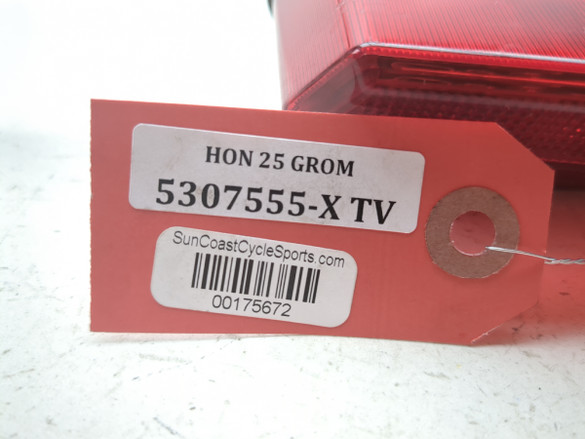 HON 25 GROM
5307555-X TV
SunCoastCycleSports.com
00175672